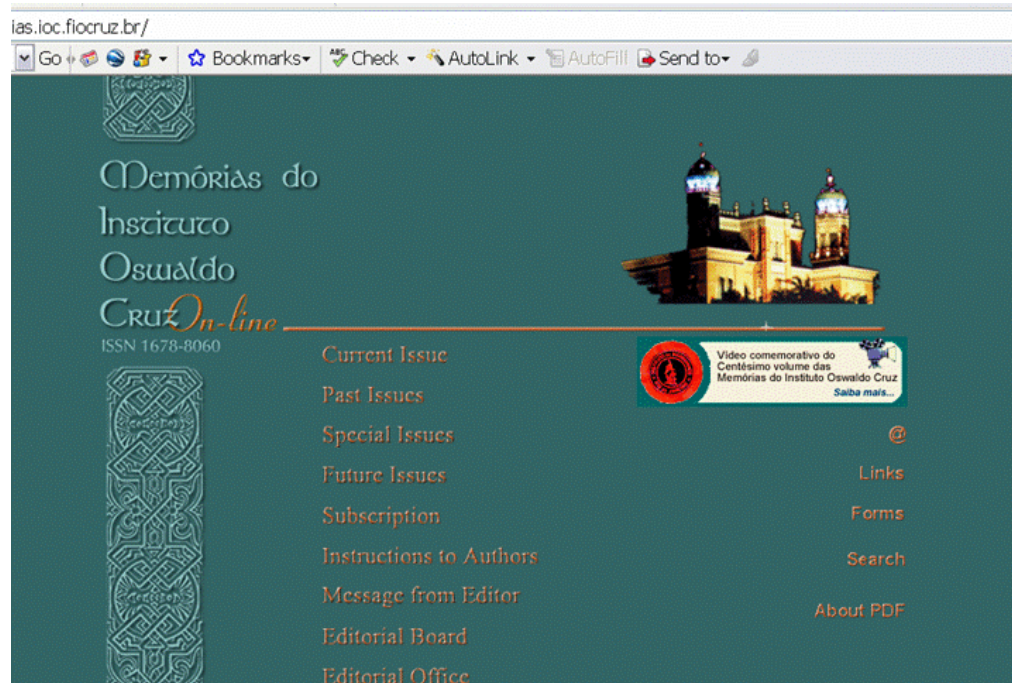 ias.ioc.fiocruz.br/
Go Bookmarks Check AutoLink AutoFill Send to
Memórias do
Instituto
Oswaldo
Cruz On-line
ISSN 1678-8060
Current Issue
Past Issues
Special Issues
Future Issues
Subscription
Instructions to Authors
Message from Editor
Editorial Board
Editorial Office
Vídeo comemorativo do
Centésimo volume das
Memórias do Instituto Oswaldo Cruz
Saiba mais...
@
Links
Forms
Search
About PDF